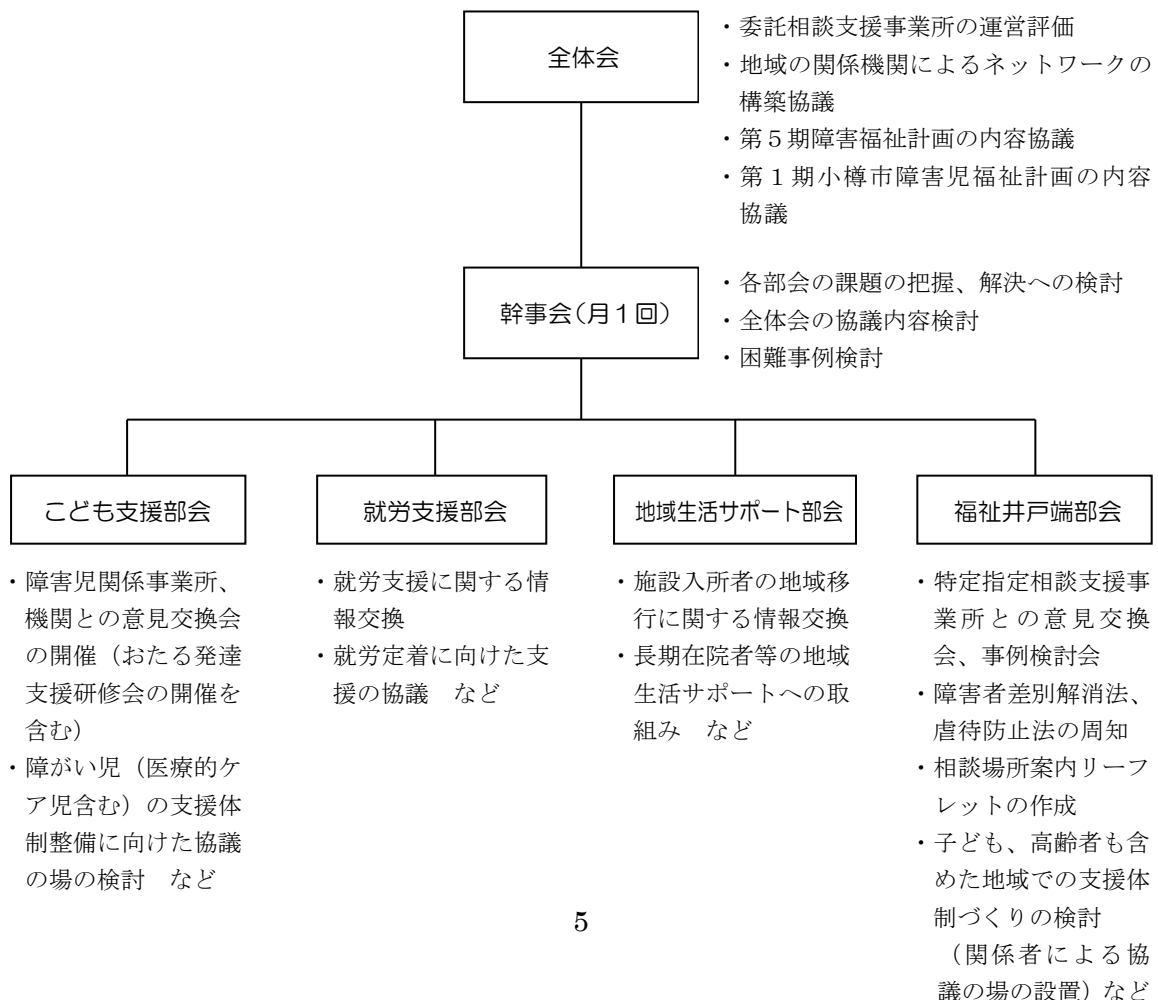 全体会
・委託相談支援事業所の運営評価
・地域の関係機関によるネットワークの
構築協議
・第５期障害福祉計画の内容協議
・第１期小樽市障害児福祉計画の内容
協議
幹事会（月１回）
・各部会の課題の把握、解決への検討
・全体会の協議内容検討
・困難事例検討
こども支援部会
・障害児関係事業所、
機関との意見交換会
の開催（おたる発達
支援研修会の開催を
含む）
・障がい児（医療的ケ
ア児含む）の支援体
制整備に向けた協議
の場の検討　など
就労支援部会
・就労支援に関する情
報交換
・就労定着に向けた支
援の協議　など
地域生活サポート部会
・施設入所者の地域移
行に関する情報交換
・長期在院者等の地域
生活サポートへの取
組み　など
福祉井戸端部会
・特定指定相談支援事
業所との意見交換
会、事例検討会
・障害者差別解消法、
虐待防止法の周知
・相談場所案内リーフ
レットの作成
・子ども、高齢者も含
めた地域での支援体
制づくりの検討
（関係者による協
議の場の設置）など
5